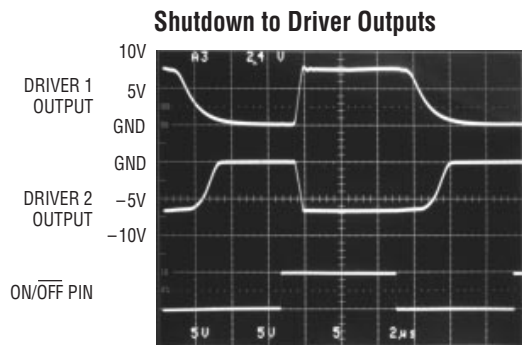 Shutdown to Driver Outputs
10V
A3 2.4 V
DRIVER 1
OUTPUT
5V
GND
GND
DRIVER 2
OUTPUT
–5V
–10V
ON/OFF PIN
5V 5V 5 2µs